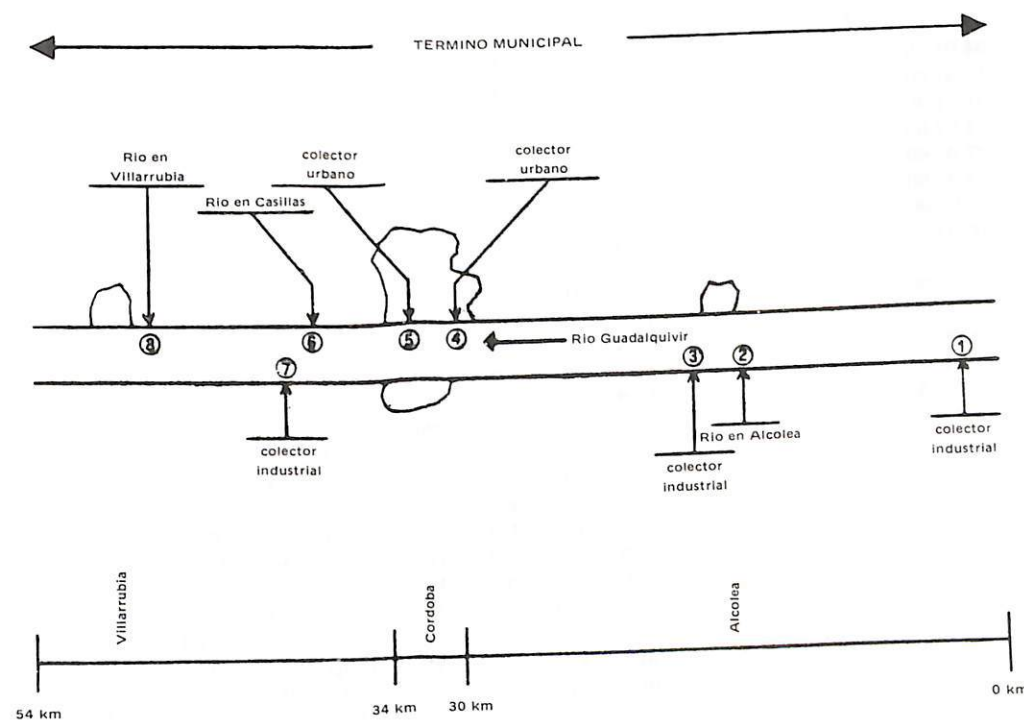 TERMINO MUNICIPAL
Rio en
Villarrubia
colector
urbano
colector
urbano
Rio en Casillas
8
6
5
4
Rio Guadalquivir
3
2
1
7
colector
industrial
Rio en Alcolea
colector
industrial
colector
industrial
Villarrubia
Cordoba
Alcolea
54 km
34 km
30 km
0 km